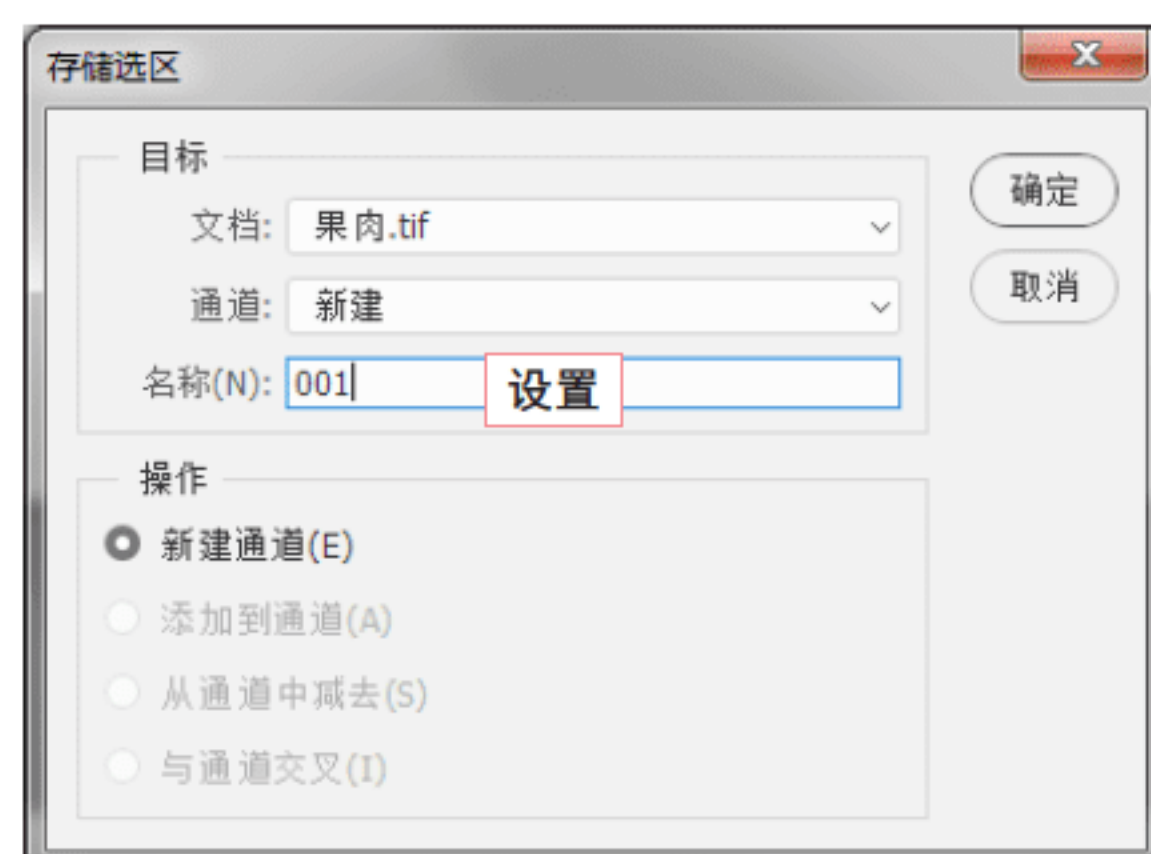 存储选区
目标
文档: 果肉.tif
通道: 新建
名称(N): 001 设置
确定
取消
操作
新建通道(E)
添加到通道(A)
从通道中减去(S)
与通道交叉(I)